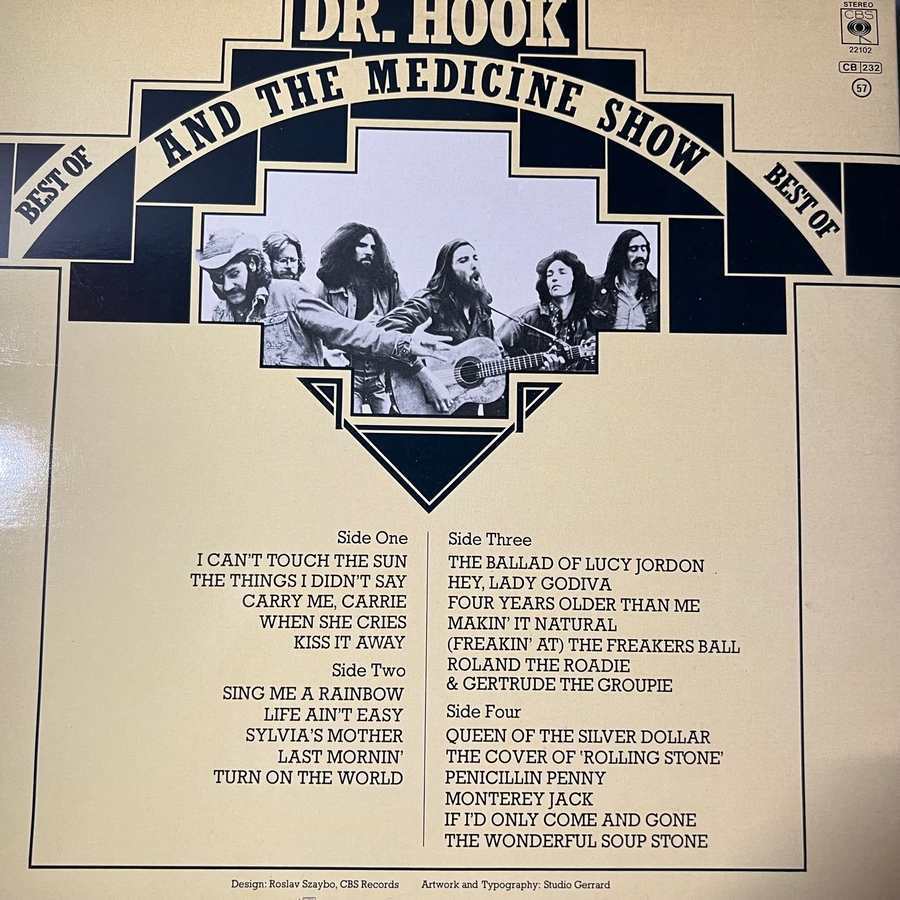 DR. HOOK
AND THE MEDICINE SHOW
BEST OF
BEST OF
STEREO
CBS
22102
CB 232
57
Side One
I CAN'T TOUCH THE SUN
THE THINGS I DIDN'T SAY
CARRY ME, CARRIE
WHEN SHE CRIES
KISS IT AWAY
Side Two
SING ME A RAINBOW
LIFE AIN'T EASY
SYLVIA'S MOTHER
LAST MORNIN'
TURN ON THE WORLD
Side Three
THE BALLAD OF LUCY JORDON
HEY, LADY GODIVA
FOUR YEARS OLDER THAN ME
MAKIN' IT NATURAL
(FREAKIN' AT) THE FREAKERS BALL
ROLAND THE ROADIE
& GERTRUDE THE GROUPIE
Side Four
QUEEN OF THE SILVER DOLLAR
THE COVER OF 'ROLLING STONE'
PENICILLIN PENNY
MONTEREY JACK
IF I'D ONLY COME AND GONE
THE WONDERFUL SOUP STONE
Design: Roslav Szaybo, CBS Records Artwork and Typography: Studio Gerrard